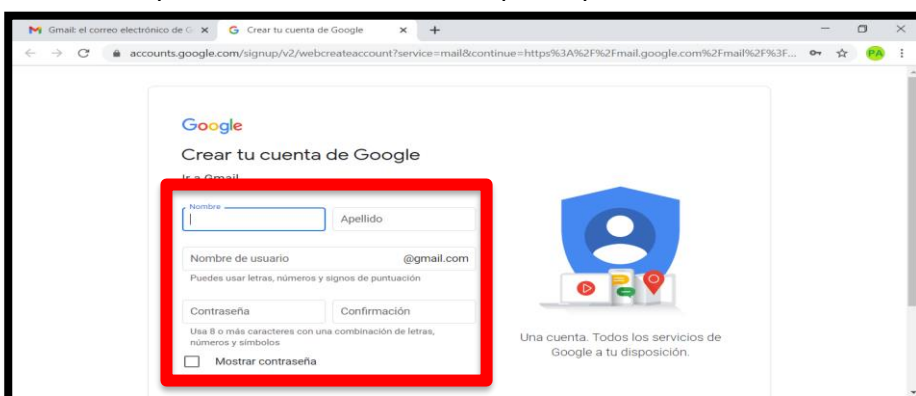 Gmail: el correo electrónico de G
Crear tu cuenta de Google
accounts.google.com/signup/v2/webcreateaccount?service=mail&continue=https%3A%2F%2Fmail.google.com%2Fmail%2F%3F...
PA
Google
Crear tu cuenta de Google
Ir a Gmail
Nombre
Apellido
Nombre de usuario @gmail.com
Puedes usar letras, números y signos de puntuación
Contraseña
Confirmación
Usa 8 o más caracteres con una combinación de letras,
números y símbolos
Mostrar contraseña
Una cuenta. Todos los servicios de
Google a tu disposición.